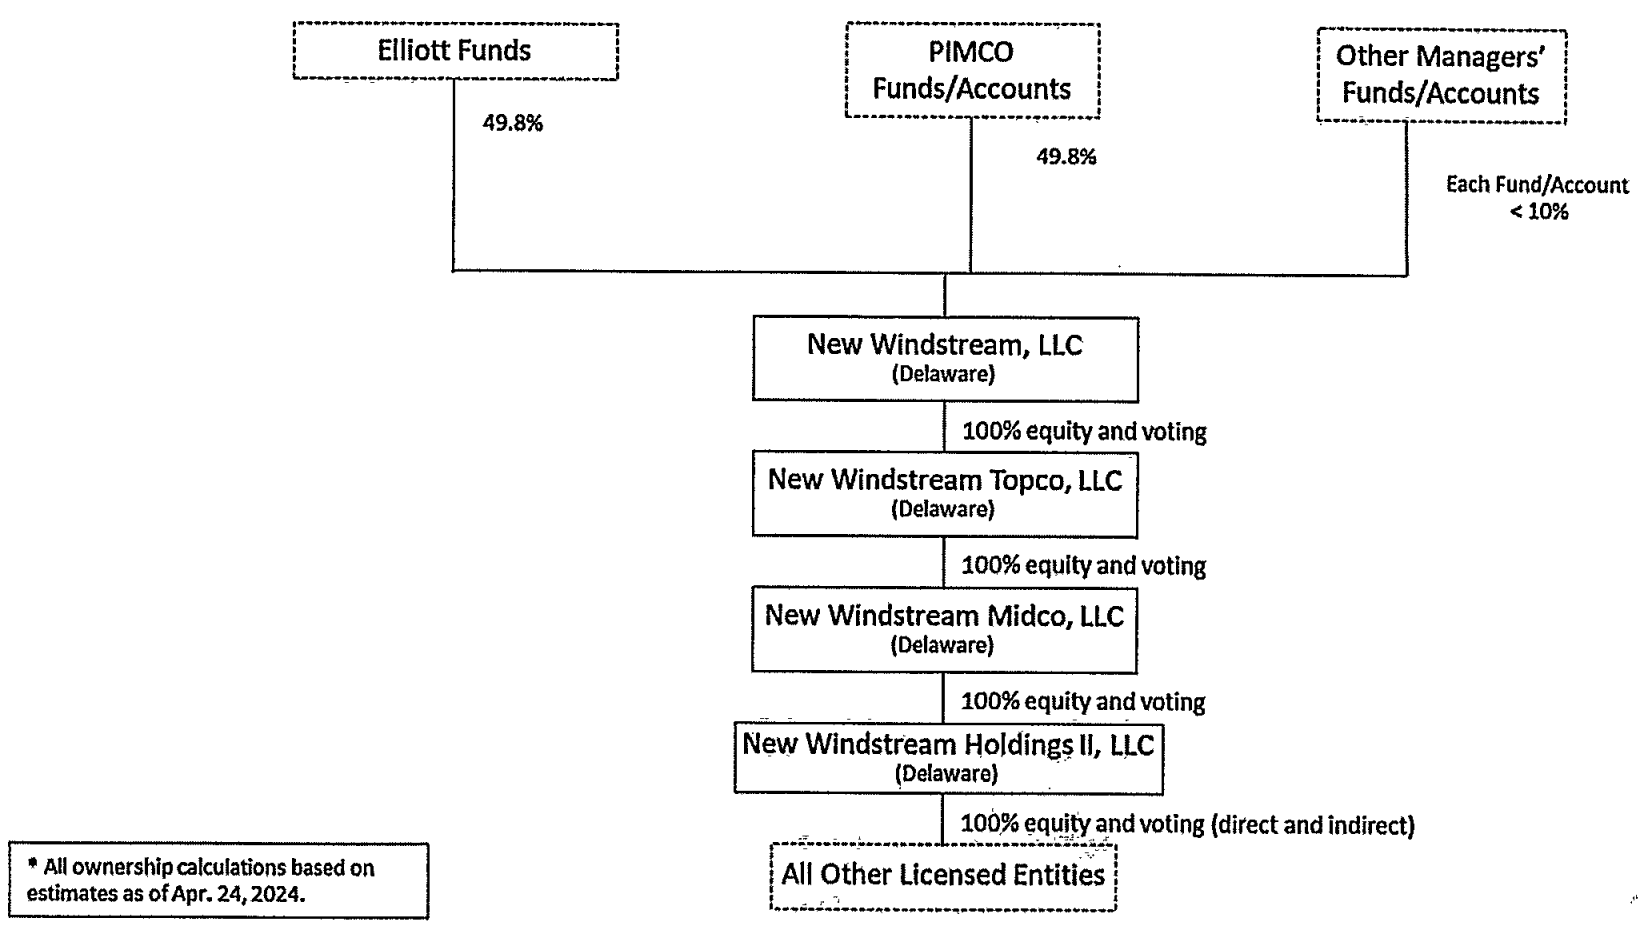 Elliott Funds
PIMCO
Funds/Accounts
Other Managers’
Funds/Accounts
49.8%
49.8%
Each Fund/Account
< 10%
New Windstream, LLC
(Delaware)
100% equity and voting
New Windstream Topco, LLC
(Delaware)
100% equity and voting
New Windstream Midco, LLC
(Delaware)
100% equity and voting
New Windstream Holdings II, LLC
(Delaware)
100% equity and voting (direct and indirect)
All Other Licensed Entities
* All ownership calculations based on
estimates as of Apr. 24, 2024.